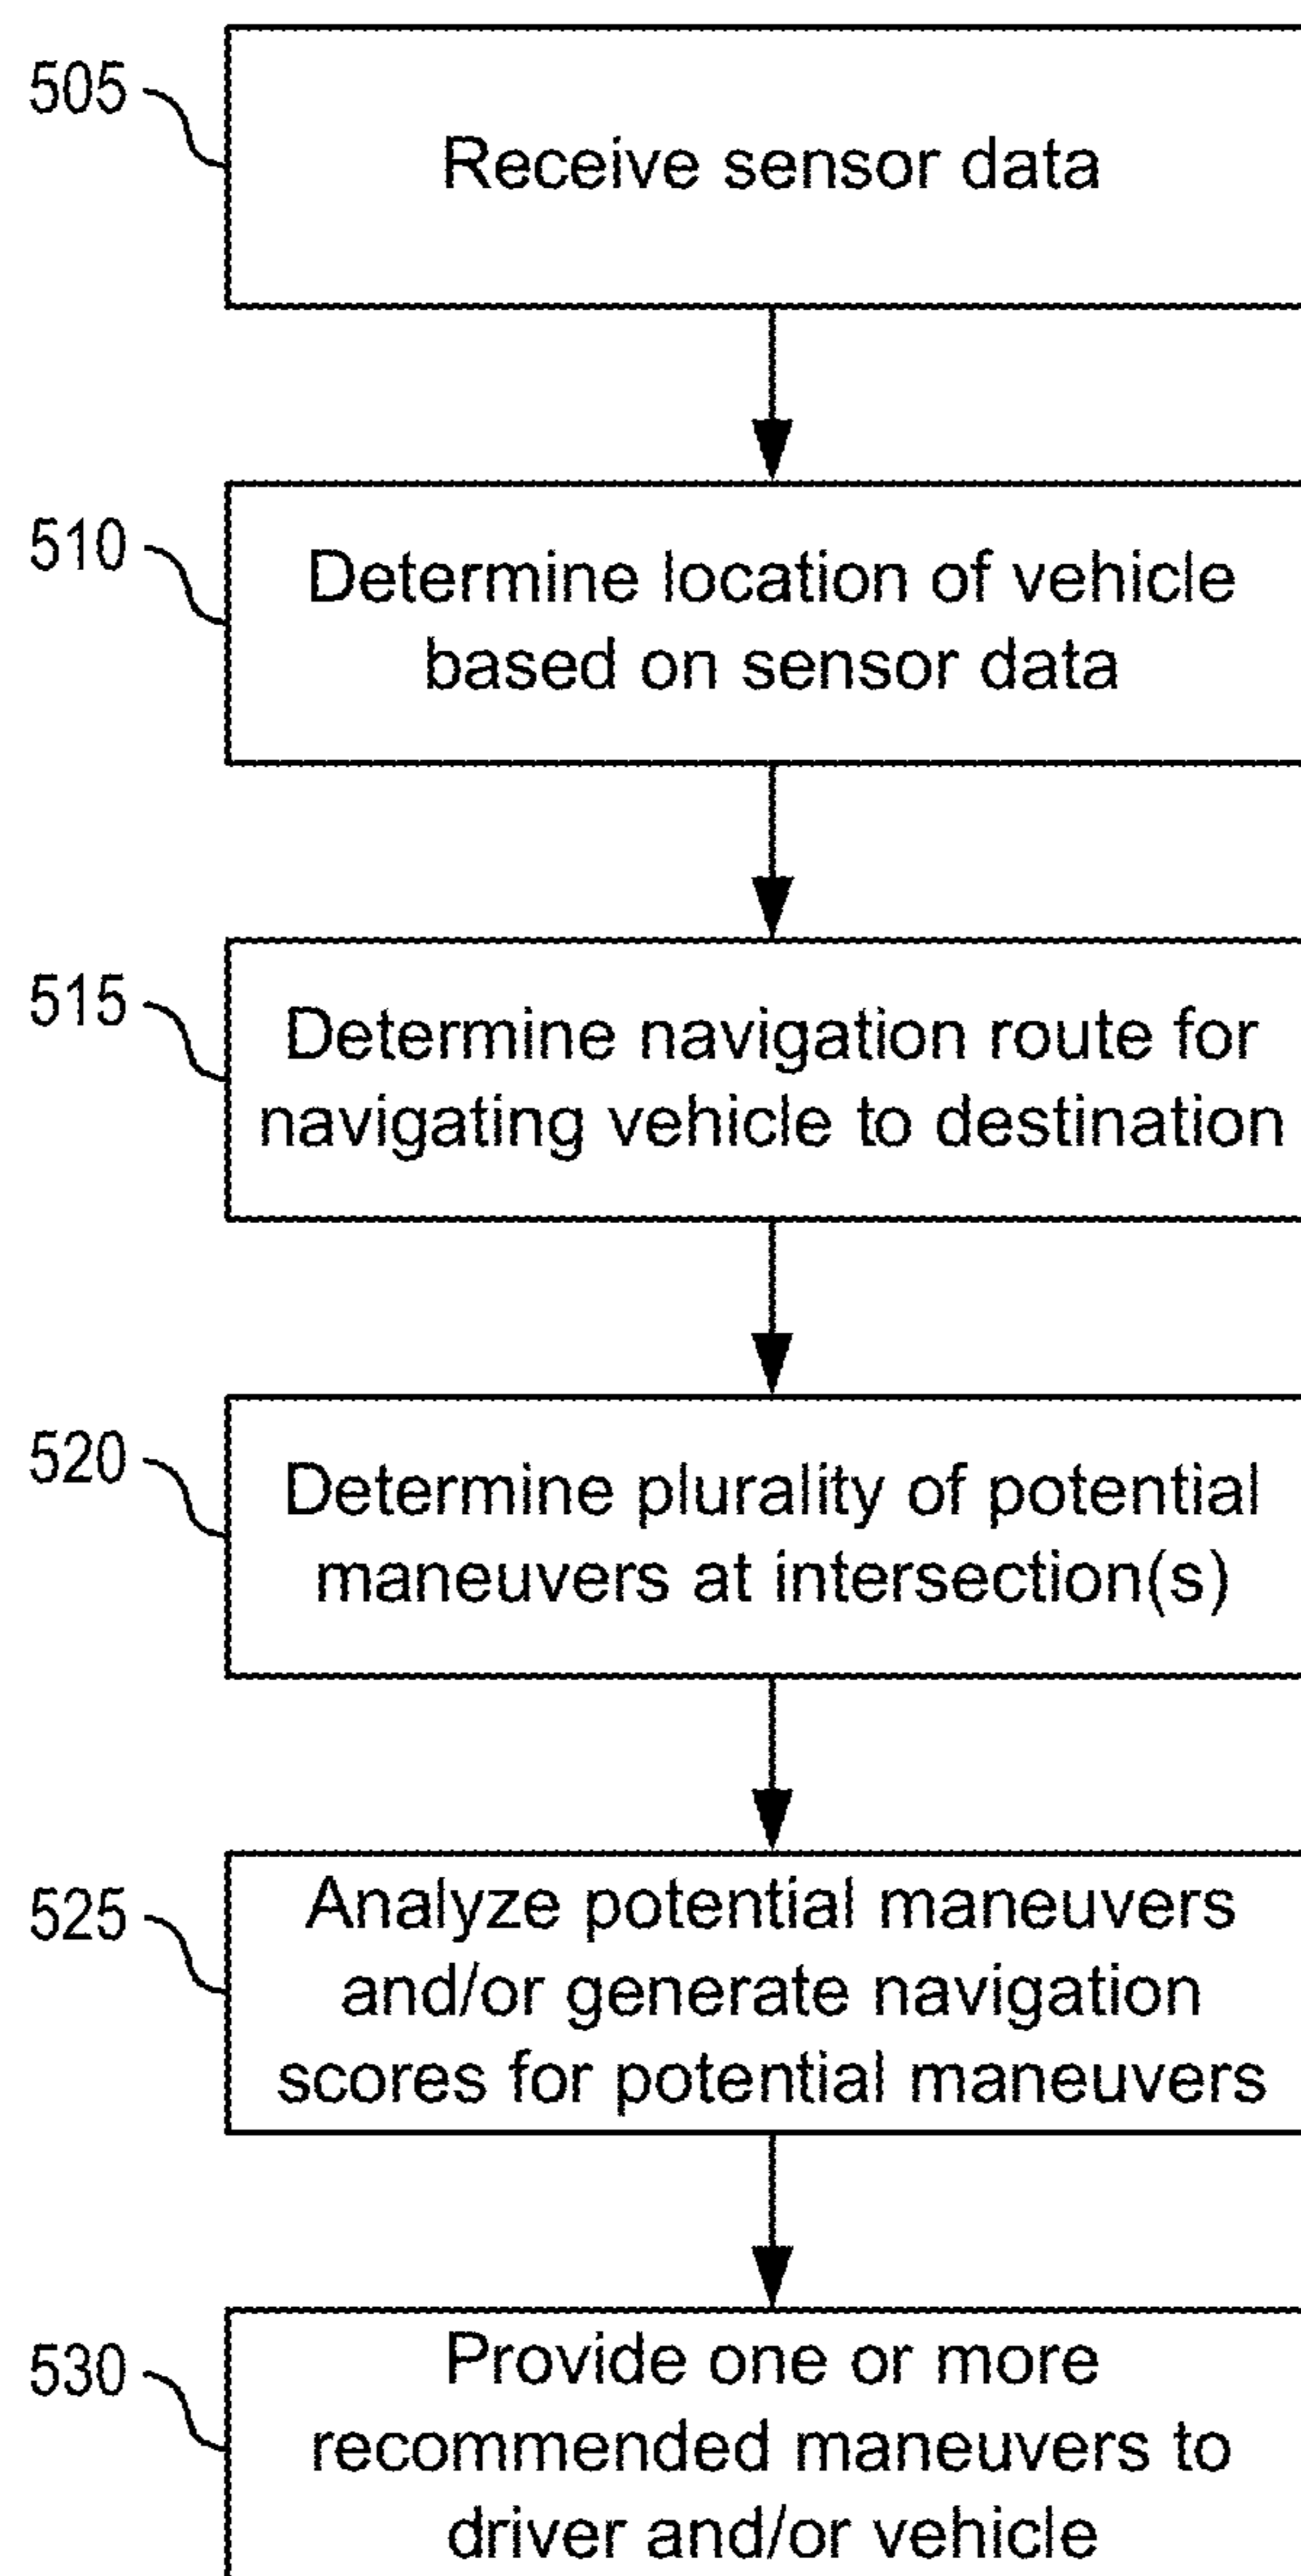 505
Receive sensor data
510
Determine location of vehicle
based on sensor data
515
Determine navigation route for
navigating vehicle to destination
520
Determine plurality of potential
maneuvers at intersection(s)
525
Analyze potential maneuvers
and/or generate navigation
scores for potential maneuvers
530
Provide one or more
recommended maneuvers to
driver and/or vehicle